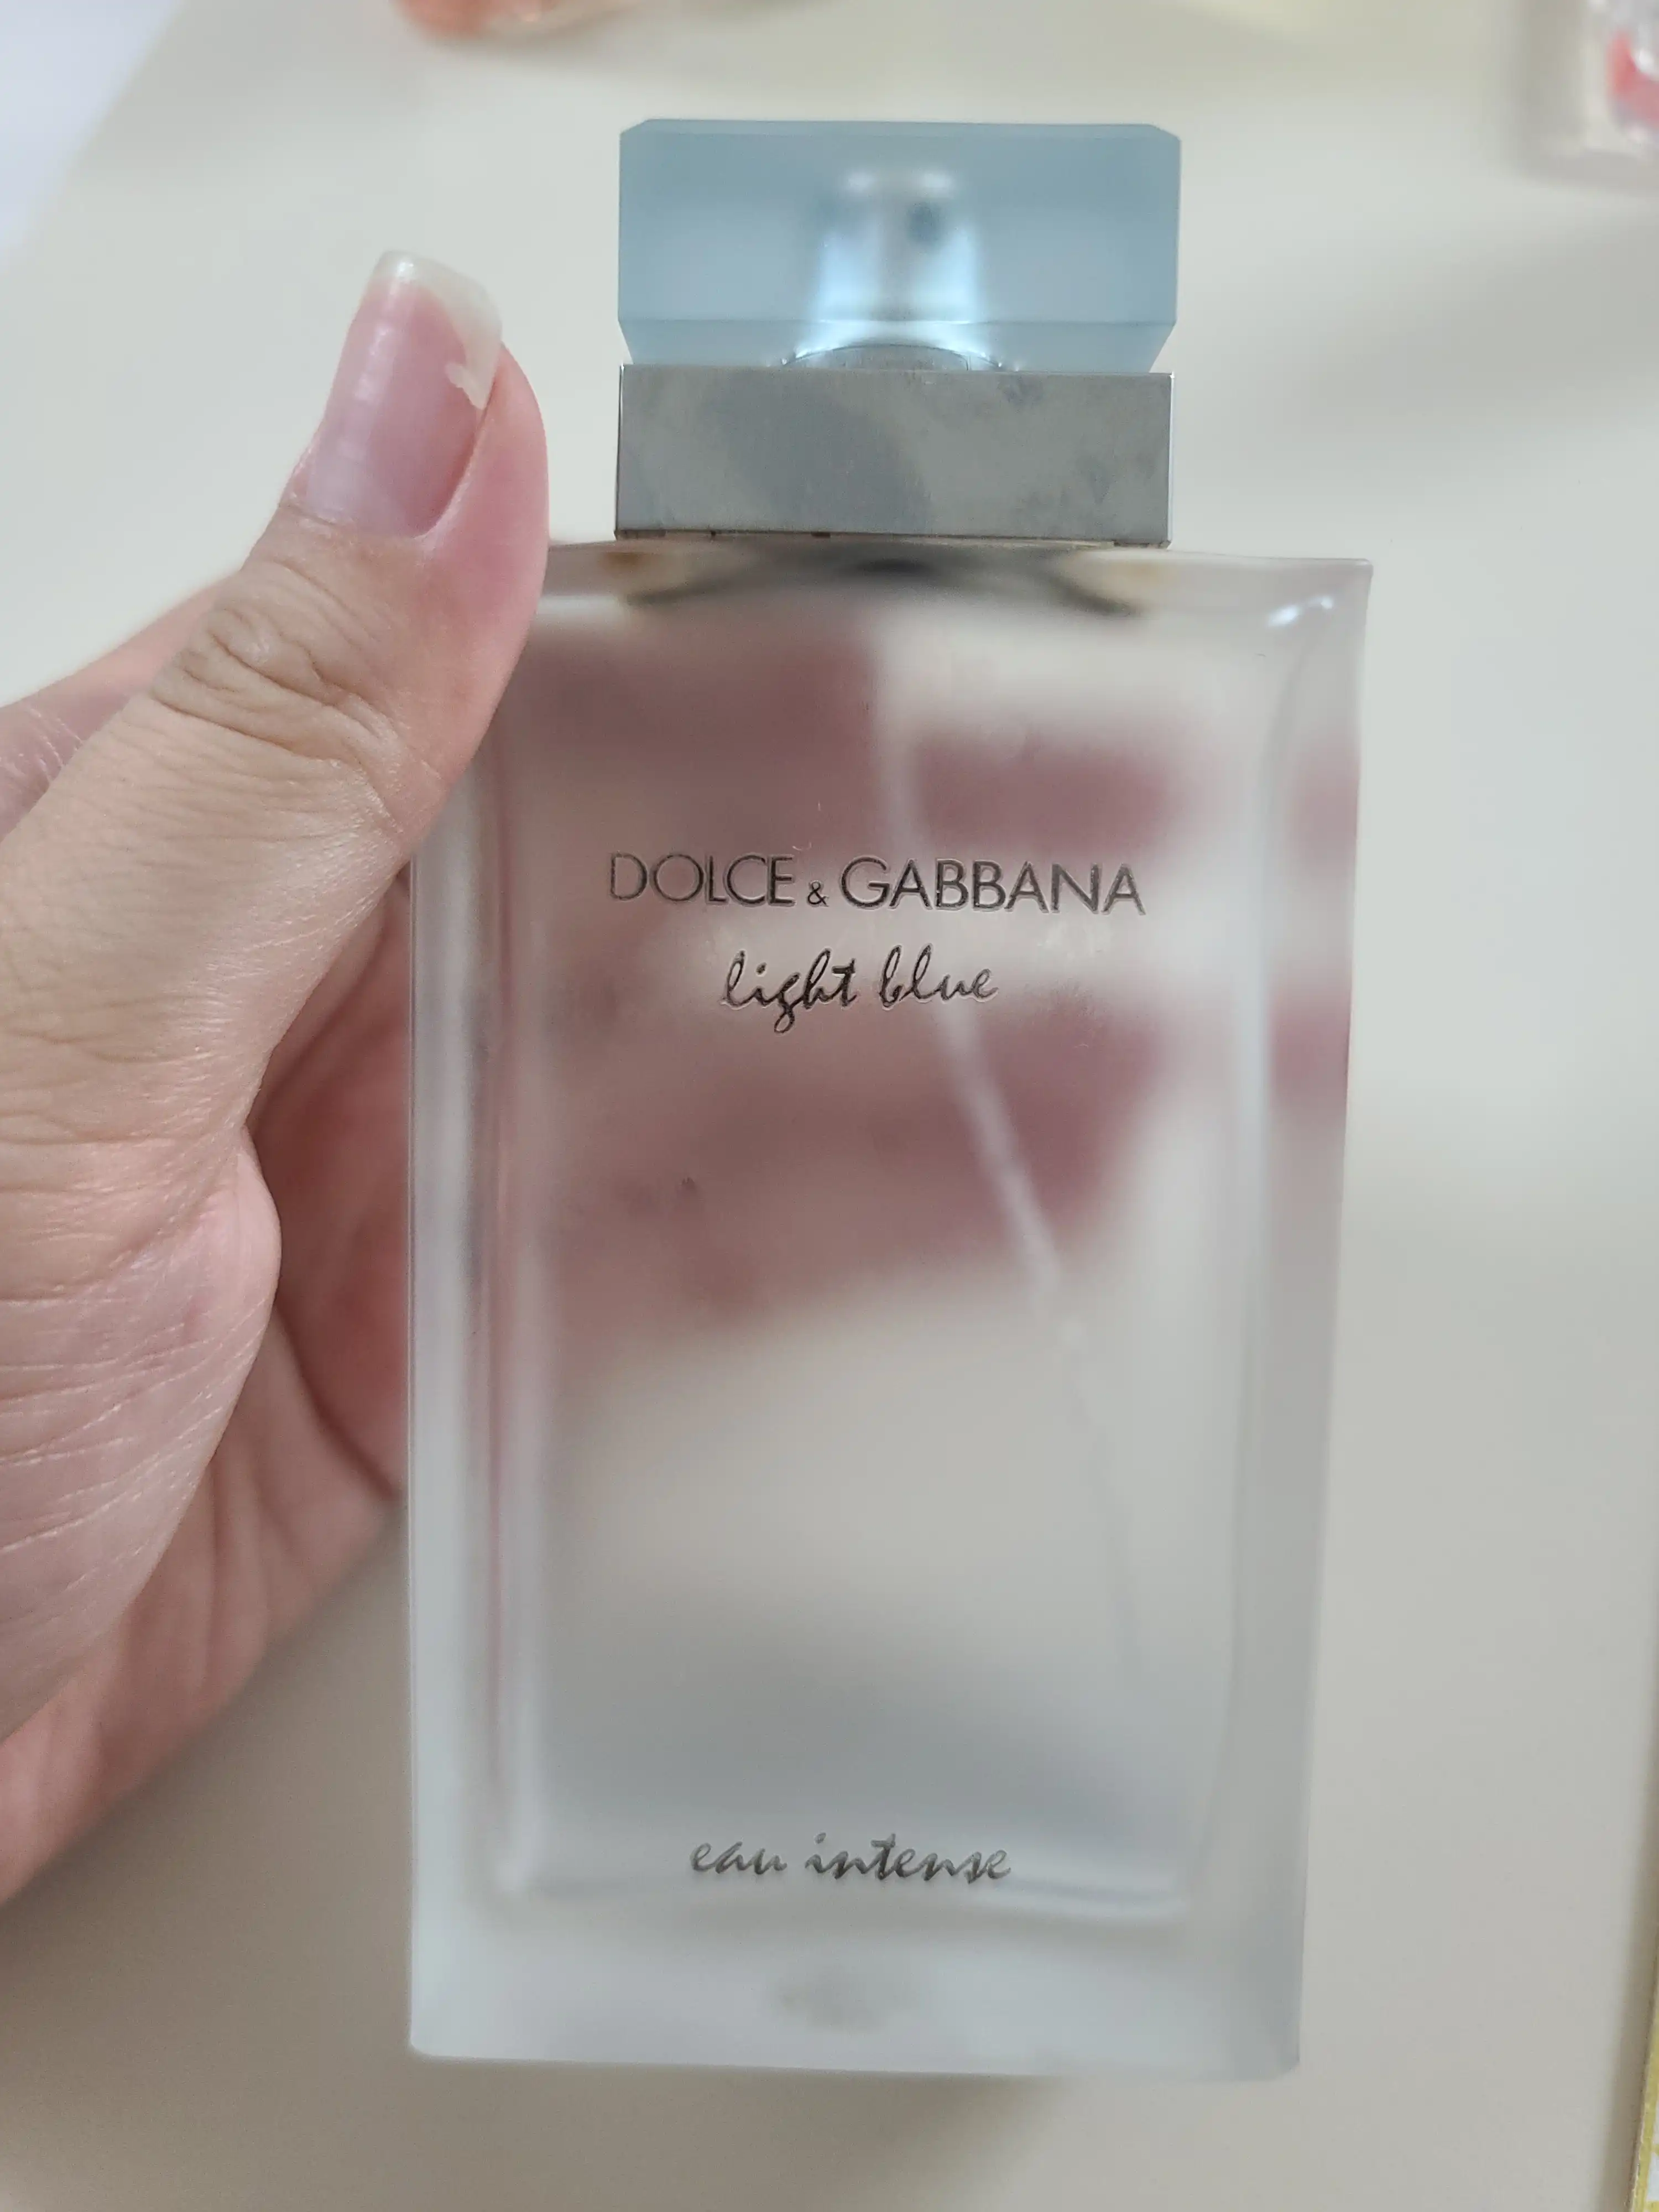 DOLCE & GABBANA
light blue
eau intense